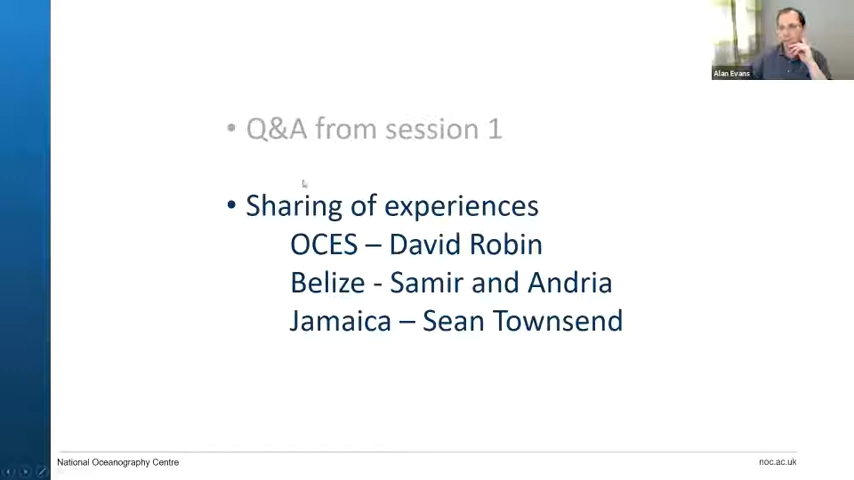 Alan Evans
• Q&A from session 1
• Sharing of experiences
OCES – David Robin
Belize - Samir and Andria
Jamaica – Sean Townsend
National Oceanography Centre
noc.ac.uk